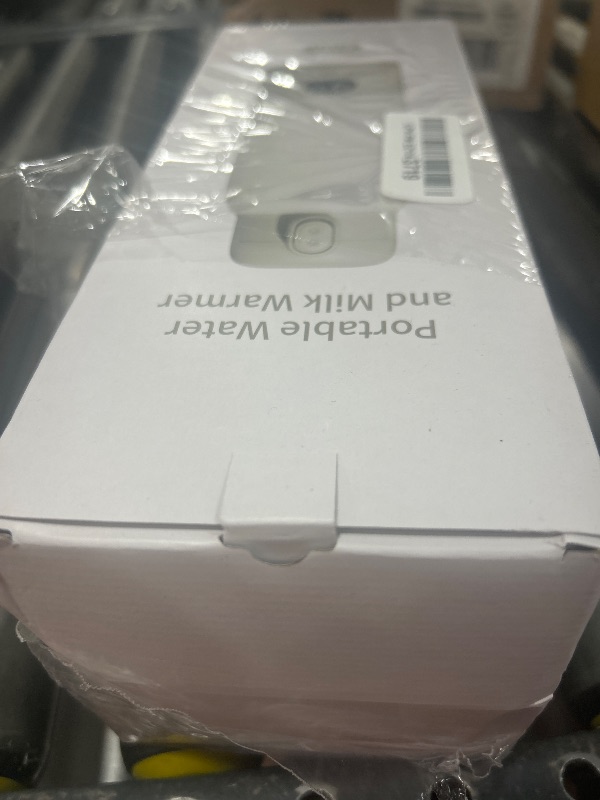 Portable Water
and Milk Warmer